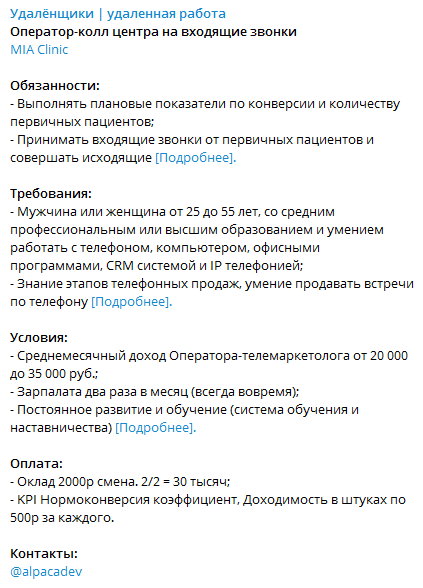 Удалёнщики | удаленная работа
Оператор-колл центра на входящие звонки
MIA Clinic
Обязанности:
- Выполнять плановые показатели по конверсии и количеству
первичных пациентов;
- Принимать входящие звонки от первичных пациентов и
совершать исходящие [Подробнее].
Требования:
- Мужчина или женщина от 25 до 55 лет, со средним
профессиональным или высшим образованием и умением
работать с телефоном, компьютером, офисными
программами, CRM системой и IP телефонией;
- Знание этапов телефонных продаж, умение продавать встречи
по телефону [Подробнее].
Условия:
- Среднемесячный доход Оператора-телемаркетолога от 20 000
до 35 000 руб.;
- Зарпалата два раза в месяц (всегда вовремя);
- Постоянное развитие и обучение (система обучения и
наставничества) [Подробнее].
Оплата:
- Оклад 2000р смена. 2/2 = 30 тысяч;
- KPI Нормоконверсия коэффициент, Доходимость в штуках по
500р за каждого.
Контакты:
@alpacadev